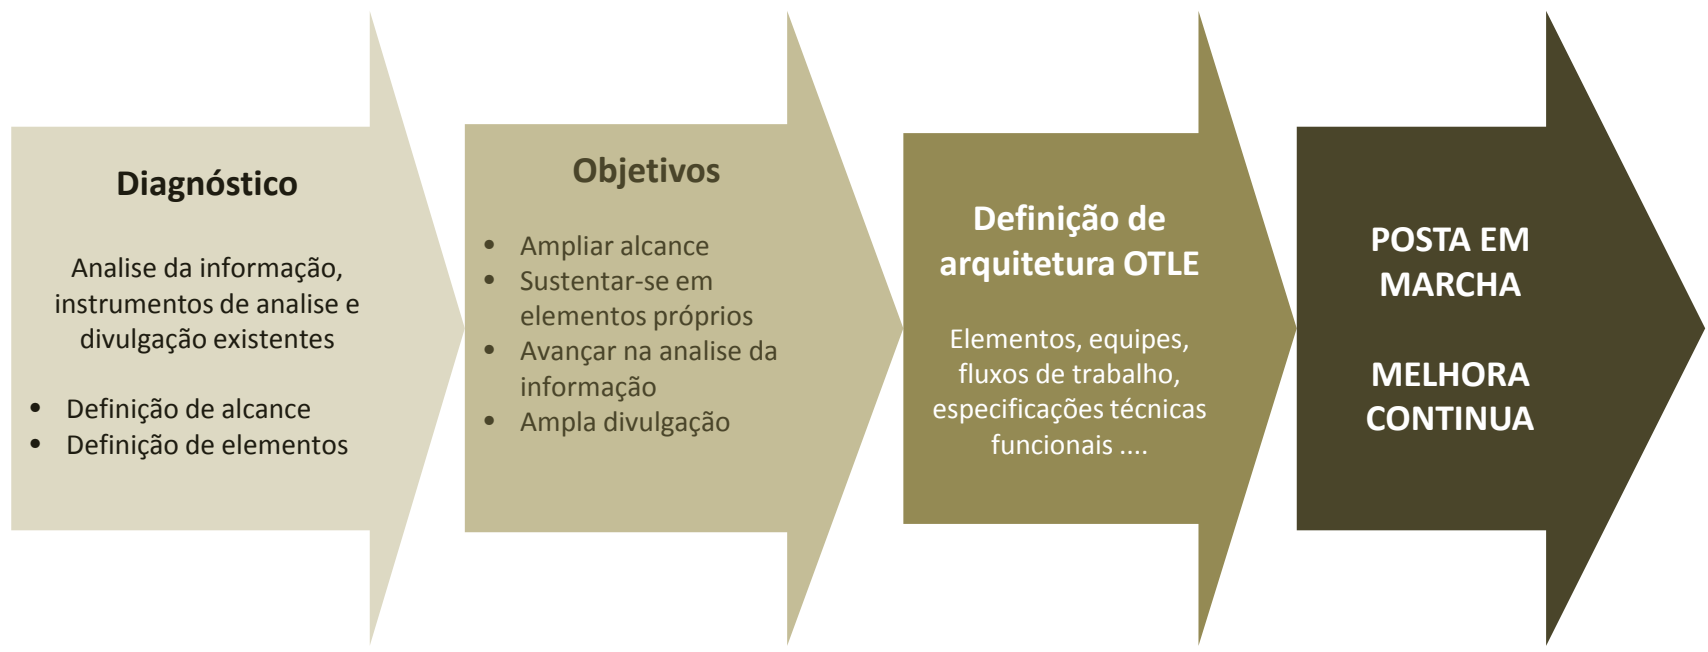 Diagnóstico
Analise da informação,
instrumentos de analise e
divulgação existentes
• Definição de alcance
• Definição de elementos
Objetivos
• Ampliar alcance
• Sustentar-se em
elementos próprios
• Avançar na analise da
informação
• Ampla divulgação
Definição de
arquitetura OTLE
Elementos, equipes,
fluxos de trabalho,
especificações técnicas
funcionais ....
POSTA EM
MARCHA
MELHORA
CONTINUA